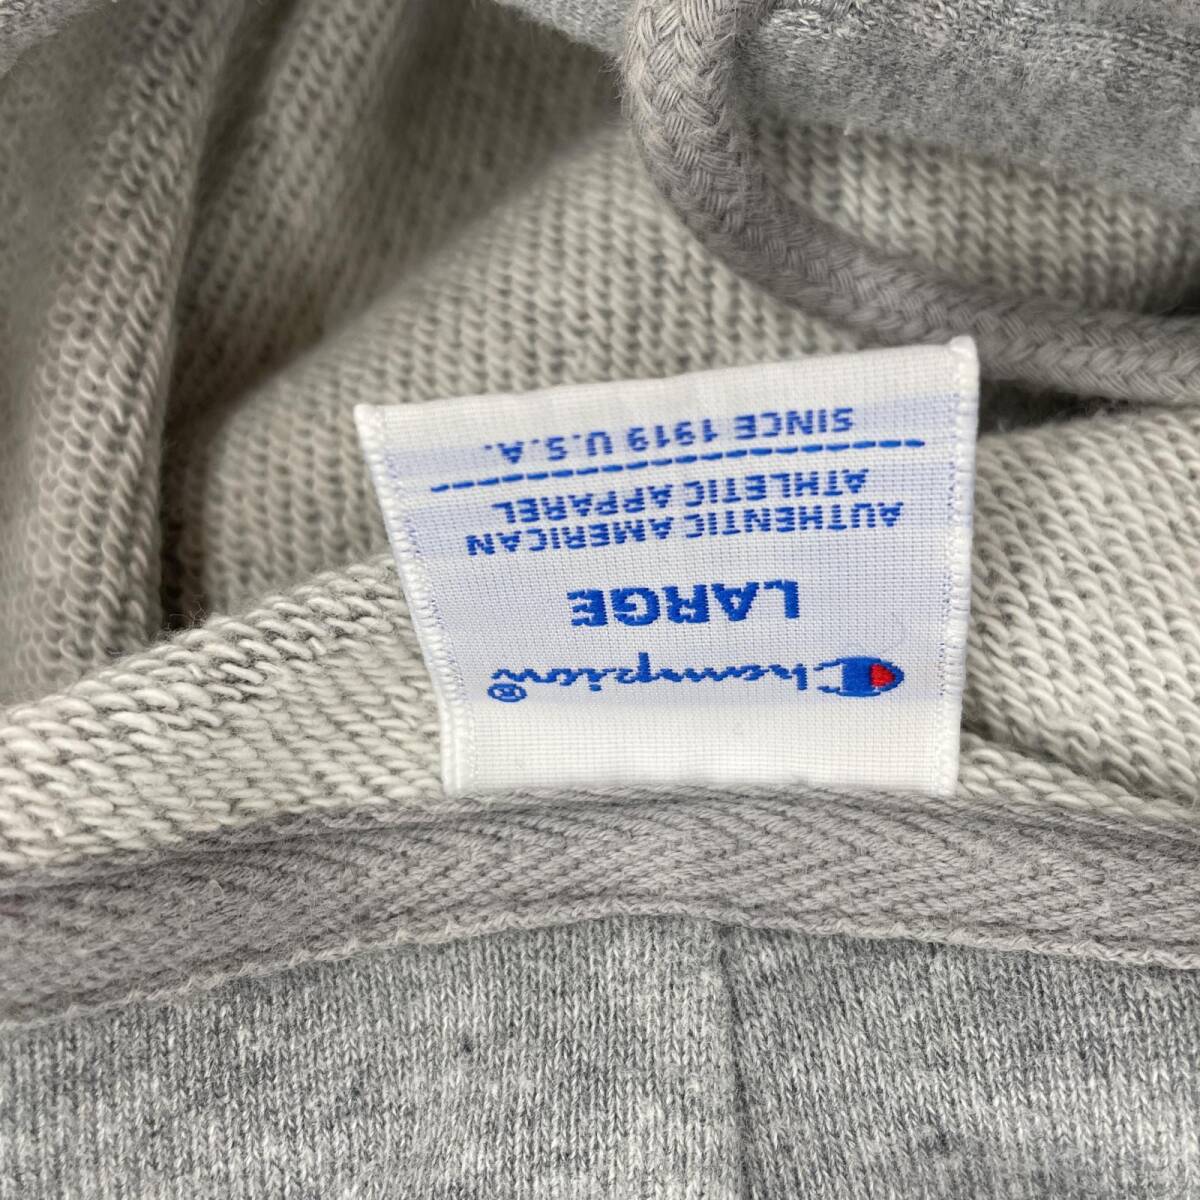 Champion®
LARGE
AUTHENTIC AMERICAN
ATHLETIC APPAREL
SINCE 1919 U.S.A.